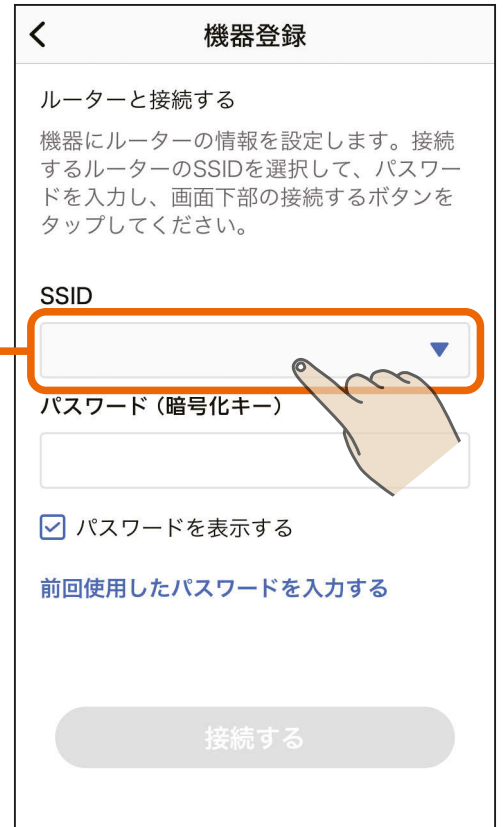 機器登録
ルーターと接続する
機器にルーターの情報を設定します。接続
するルーターのSSIDを選択して、パスワー
ドを入力し、画面下部の接続するボタンを
タップしてください。
SSID
パスワード（暗号化キー）
パスワードを表示する
前回使用したパスワードを入力する
接続する